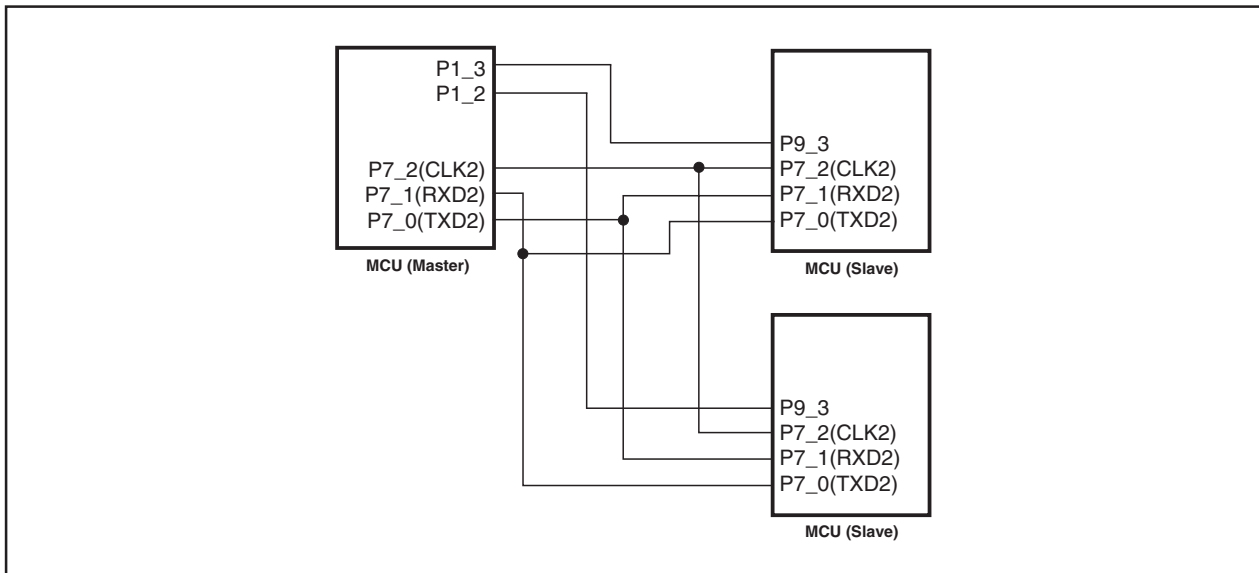 P1_3
P1_2
P7_2(CLK2)
P7_1(RXD2)
P7_0(TXD2)
MCU (Master)
P9_3
P7_2(CLK2)
P7_1(RXD2)
P7_0(TXD2)
MCU (Slave)
P9_3
P7_2(CLK2)
P7_1(RXD2)
P7_0(TXD2)
MCU (Slave)